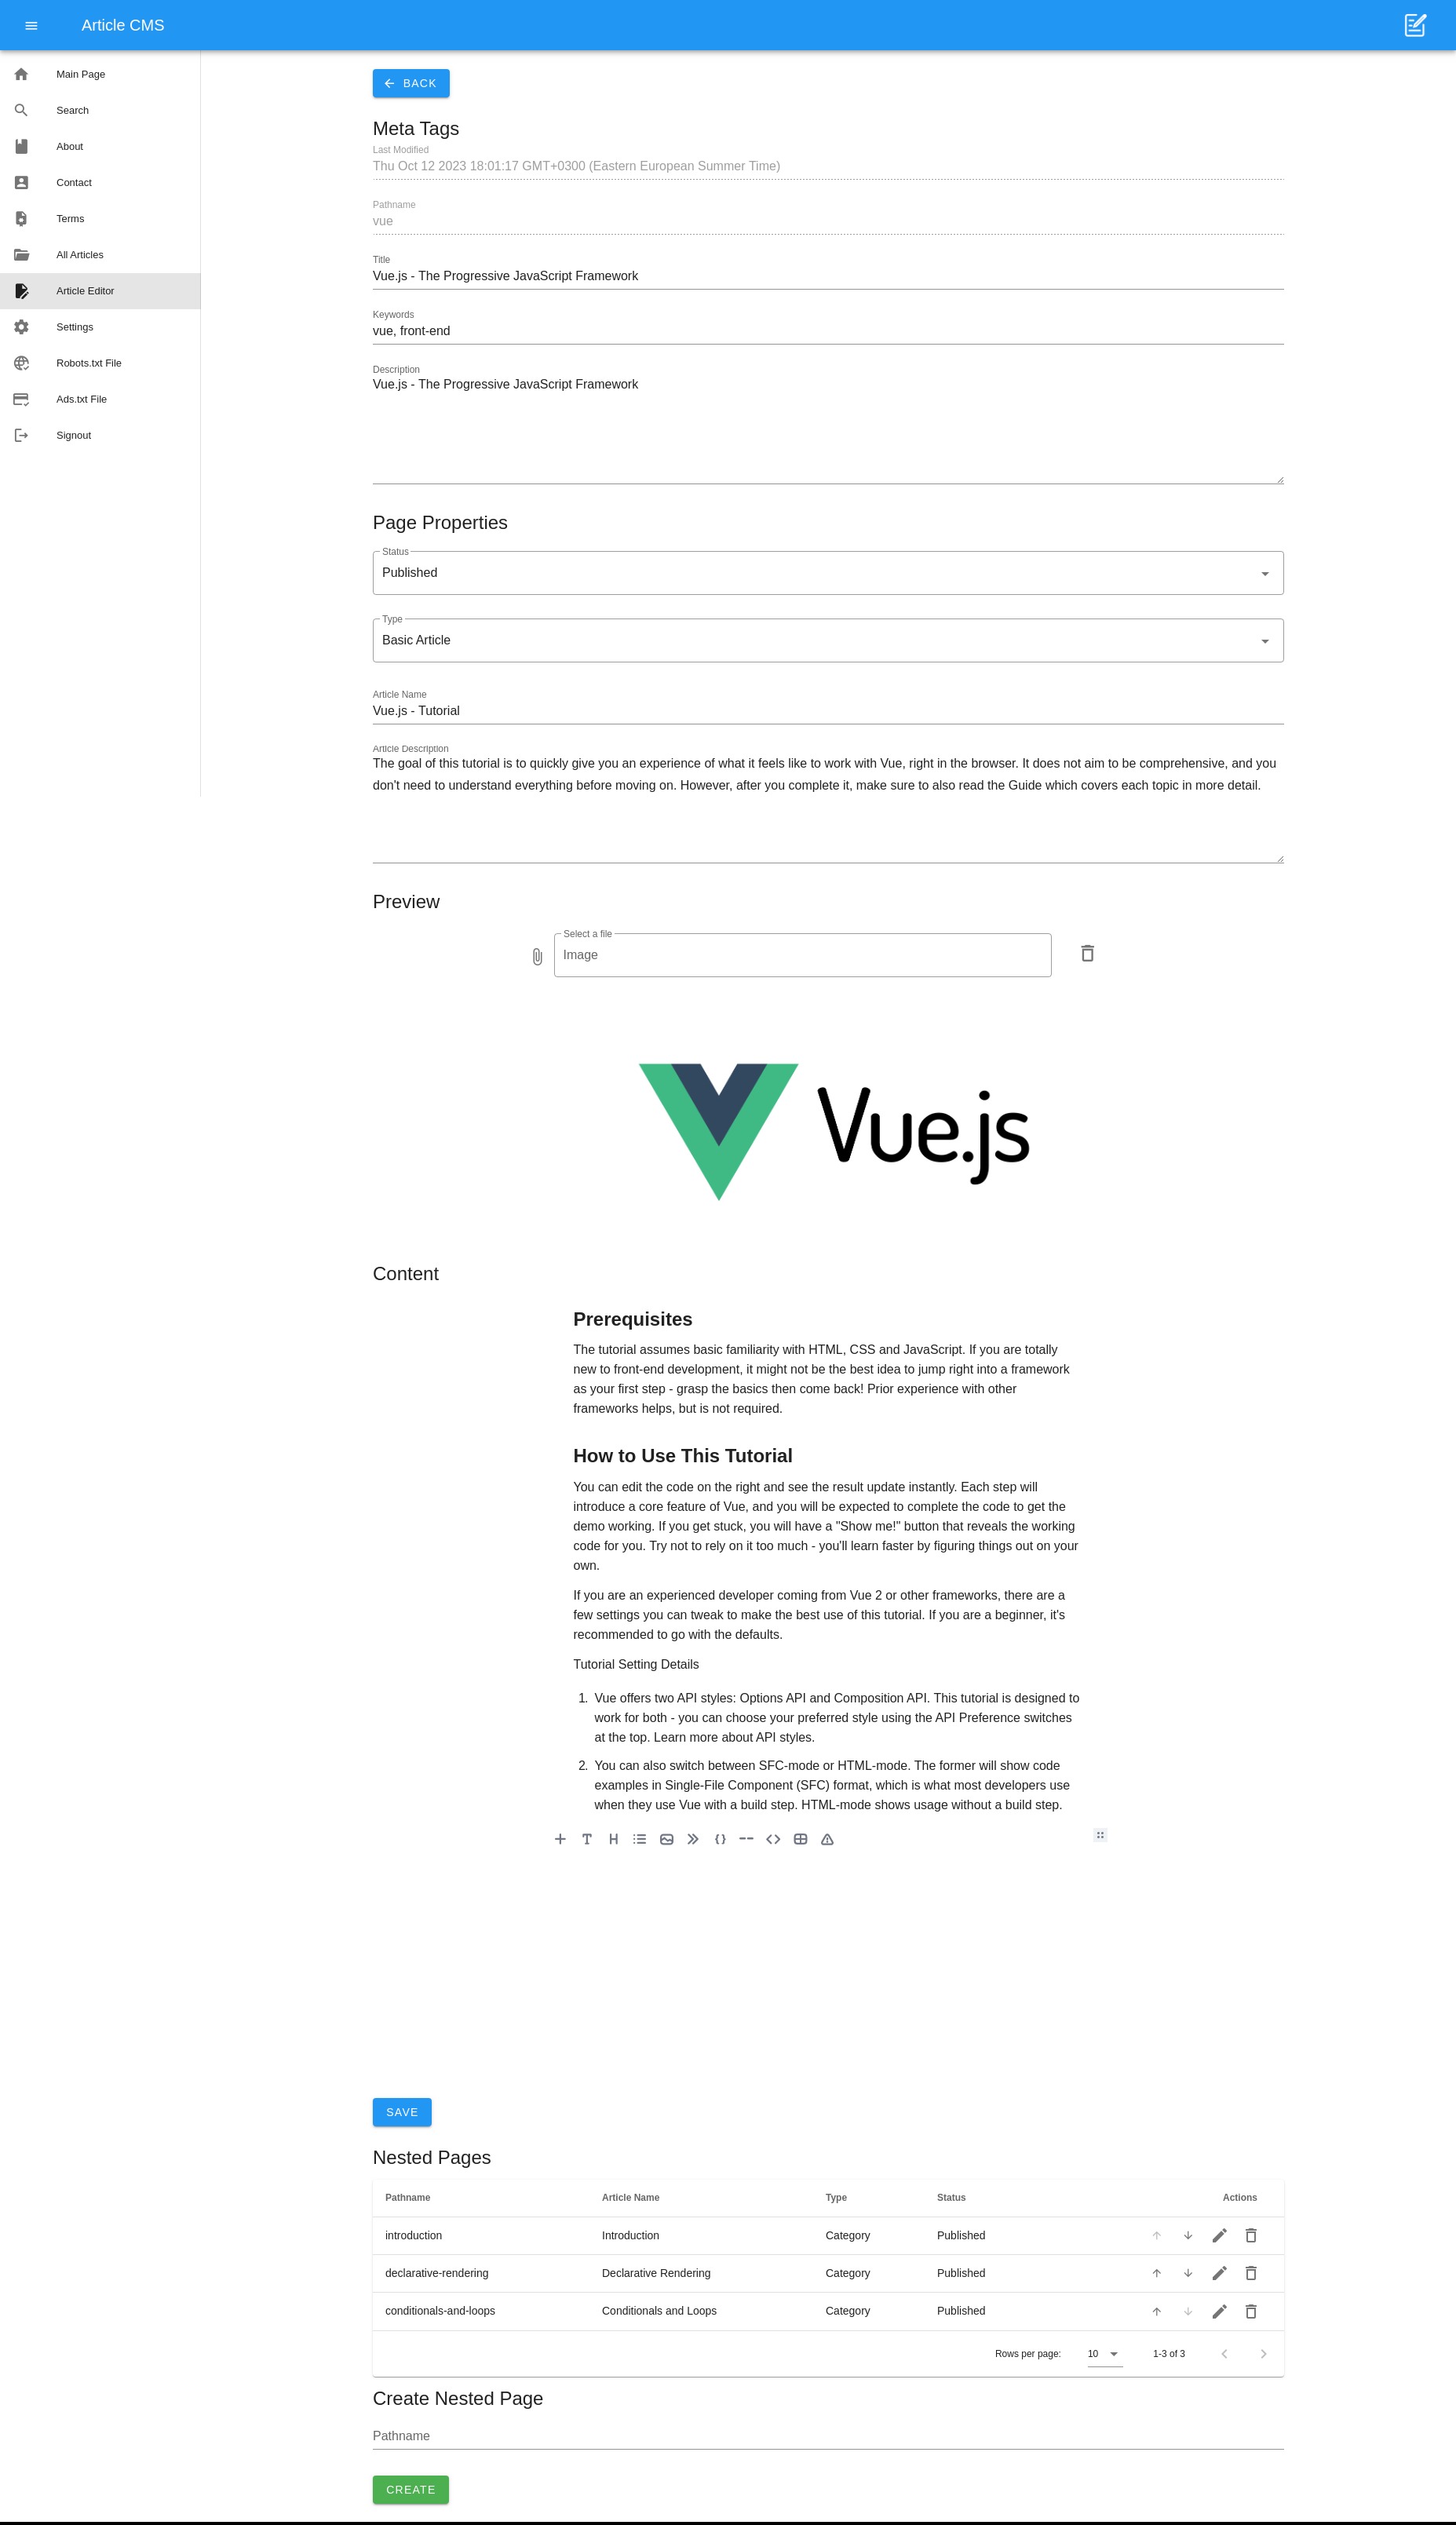 Article CMS
Main Page
Search
About
Contact
Terms
All Articles
Article Editor
Settings
Robots.txt File
Ads.txt File
Signout
BACK
Meta Tags
Last Modified
Thu Oct 12 2023 18:01:17 GMT+0300 (Eastern European Summer Time)
Pathname
vue
Title
Vue.js - The Progressive JavaScript Framework
Keywords
vue, front-end
Description
Vue.js - The Progressive JavaScript Framework
Page Properties
Status
Published
Type
Basic Article
Article Name
Vue.js - Tutorial
Article Description
The goal of this tutorial is to quickly give you an experience of what it feels like to work with Vue, right in the browser. It does not aim to be comprehensive, and you
don't need to understand everything before moving on. However, after you complete it, make sure to also read the Guide which covers each topic in more detail.
Preview
Select a file
Image
Vue.js
Content
Prerequisites
The tutorial assumes basic familiarity with HTML, CSS and JavaScript. If you are totally
new to front-end development, it might not be the best idea to jump right into a framework
as your first step - grasp the basics then come back! Prior experience with other
frameworks helps, but is not required.
How to Use This Tutorial
You can edit the code on the right and see the result update instantly. Each step will
introduce a core feature of Vue, and you will be expected to complete the code to get the
demo working. If you get stuck, you will have a "Show me!" button that reveals the working
code for you. Try not to rely on it too much - you'll learn faster by figuring things out on your
own.
If you are an experienced developer coming from Vue 2 or other frameworks, there are a
few settings you can tweak to make the best use of this tutorial. If you are a beginner, it's
recommended to go with the defaults.
Tutorial Setting Details
1. Vue offers two API styles: Options API and Composition API. This tutorial is designed to
work for both - you can choose your preferred style using the API Preference switches
at the top. Learn more about API styles.
2. You can also switch between SFC-mode or HTML-mode. The former will show code
examples in Single-File Component (SFC) format, which is what most developers use
when they use Vue with a build step. HTML-mode shows usage without a build step.
SAVE
Nested Pages
Pathname Article Name Type Status Actions
introduction Introduction Category Published
declarative-rendering Declarative Rendering Category Published
conditionals-and-loops Conditionals and Loops Category Published
Rows per page: 10 1-3 of 3
Create Nested Page
Pathname
CREATE